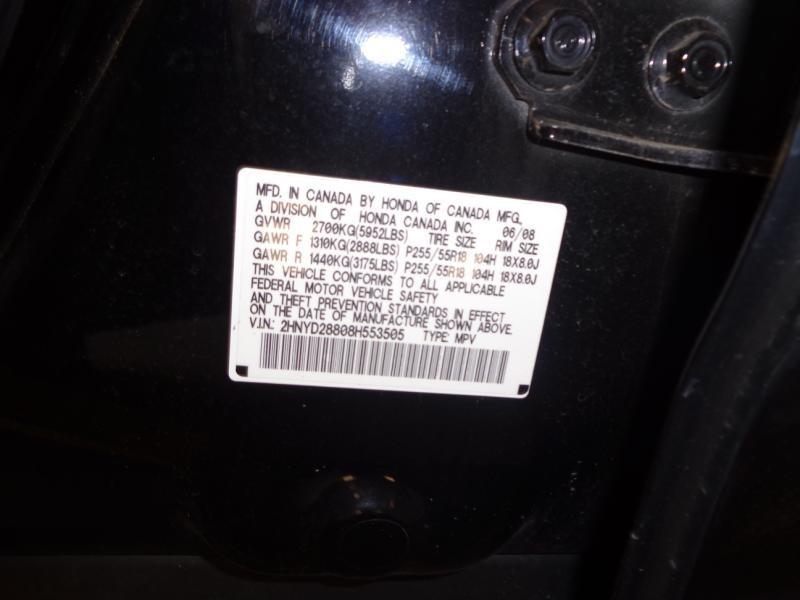 MFD. IN CANADA BY HONDA OF CANADA MFG.,
A DIVISION OF HONDA CANADA INC. 06/08
GVWR 2700KG(5952LBS) TIRE SIZE RIM SIZE
GAWR F 1310KG(2888LBS) P255/55R18 104H 18X8.0J
GAWR R 1440KG(3175LBS) P255/55R18 104H 18X8.0J
THIS VEHICLE CONFORMS TO ALL APPLICABLE
FEDERAL MOTOR VEHICLE SAFETY
AND THEFT PREVENTION STANDARDS IN EFFECT
ON THE DATE OF MANUFACTURE SHOWN ABOVE.
V.I.N.: 2HNYD28808H553505 TYPE: MPV